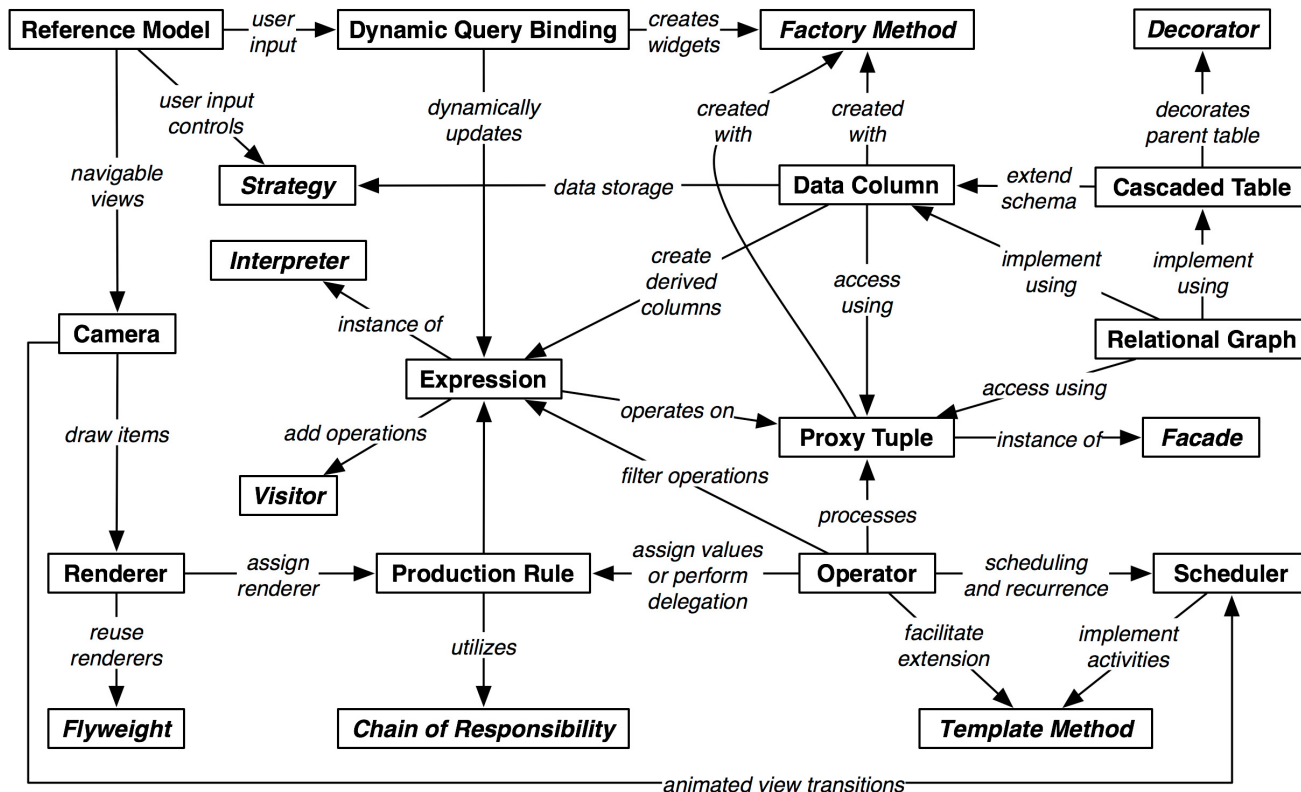 Reference Model
user
input
Dynamic Query Binding
creates
widgets
Factory Method
Decorator
user input
controls
dynamically
updates
created
with
created
with
decorates
parent table
navigable
views
Strategy
data storage
Data Column
extend
schema
Cascaded Table
Interpreter
create
derived
columns
access
using
implement
using
implement
using
instance of
Camera
Relational Graph
Expression
operates on
access using
draw items
add operations
Proxy Tuple
instance of
Facade
filter operations
Visitor
processes
Renderer
assign
renderer
Production Rule
assign values
or perform
delegation
Operator
scheduling
and recurrence
Scheduler
reuse
renderers
utilizes
facilitate
extension
implement
activities
Flyweight
Chain of Responsibility
Template Method
animated view transitions